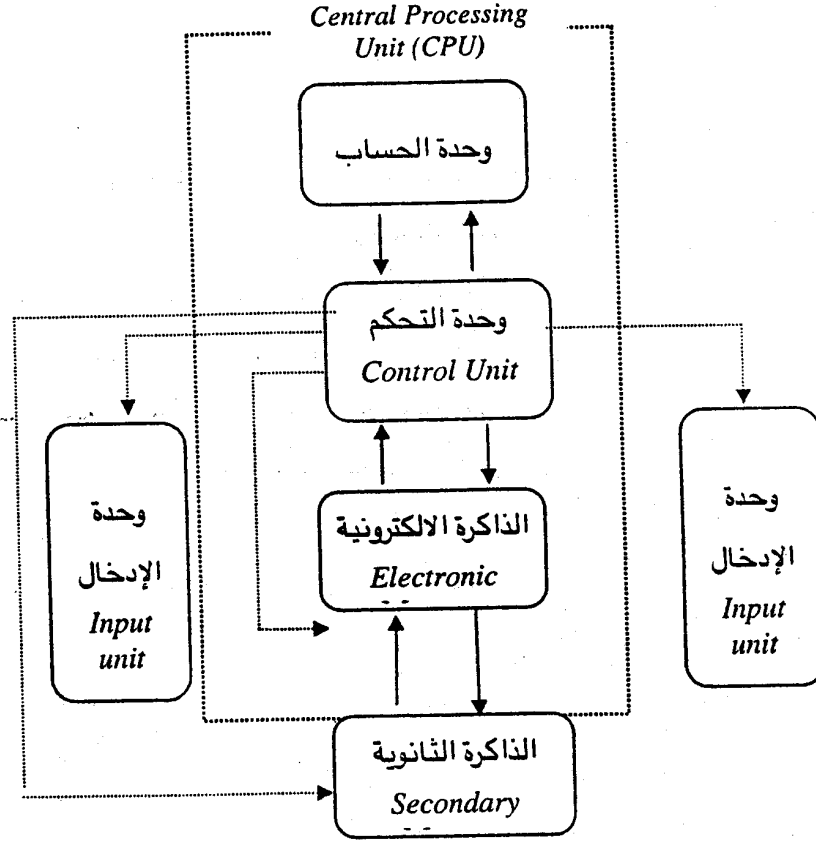 Central Processing
Unit (CPU)
وحدة الحساب
وحدة التحكم
Control Unit
وحدة
الإدخال
Input
unit
الذاكرة الالكترونية
Electronic
وحدة
الإدخال
Input
unit
الذاكرة الثانوية
Secondary